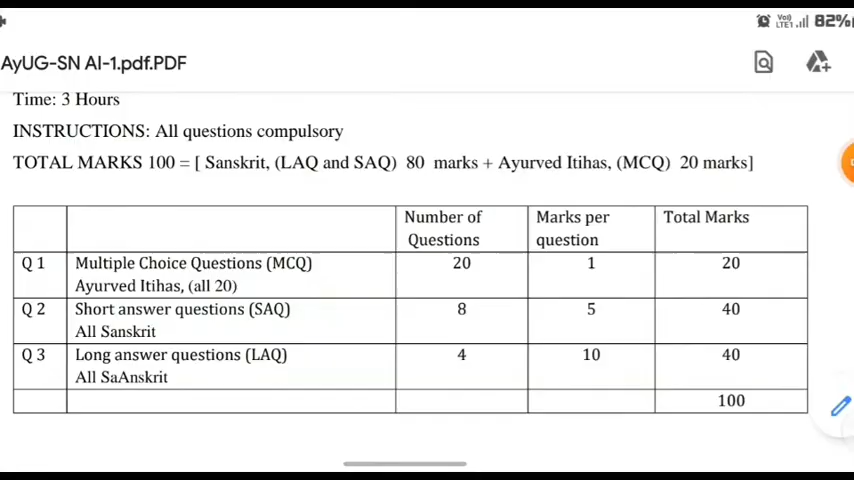 Vo)) LTE1 82%
AyUG-SN AI-1.pdf.PDF
Time: 3 Hours
INSTRUCTIONS: All questions compulsory
TOTAL MARKS 100 = [ Sanskrit, (LAQ and SAQ) 80 marks + Ayurved Itihas, (MCQ) 20 marks]
Number of Questions Marks per question Total Marks
Q 1 Multiple Choice Questions (MCQ) 20 1 20
Ayurved Itihas, (all 20)
Q 2 Short answer questions (SAQ) 8 5 40
All Sanskrit
Q 3 Long answer questions (LAQ) 4 10 40
All SaAnskrit
100